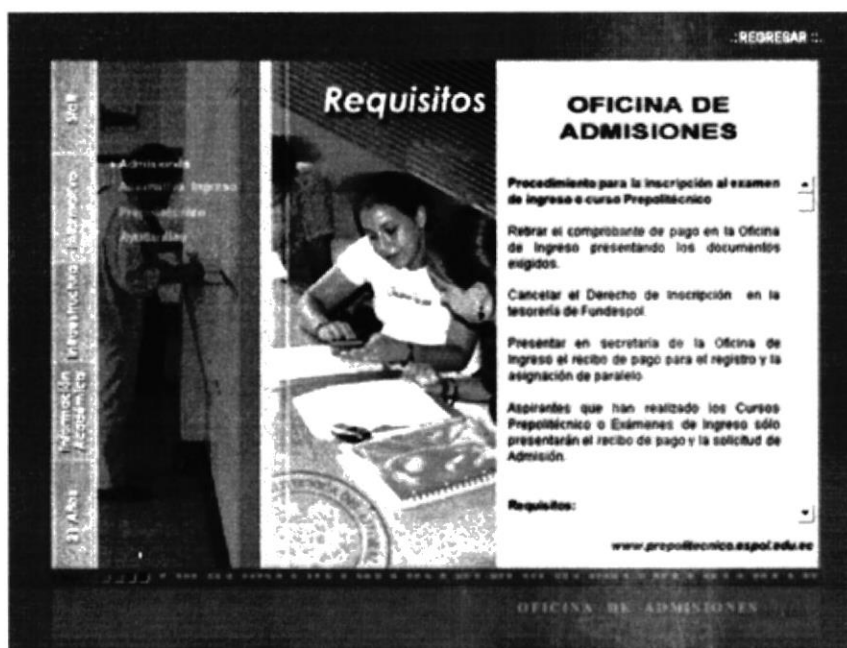 .:REGRESAR ::.
Requisitos
OFICINA DE
ADMISIONES
Staff
Informativo
Infraestructura
Información
Académica
Admisiones
Ingreso
Procedimiento para la inscripción al examen
de ingreso o curso Prepolitécnico
Retirar el comprobante de pago en la Oficina
de Ingreso presentando los documentos
exigidos.
Cancelar el Derecho de Inscripción en la
tesorería de Fundespol.
Presentar en secretaría de la Oficina de
Ingreso el recibo de pago para el registro y la
asignación de paralelo.
Aspirantes que han realizado los Cursos
Prepolitécnico o Exámenes de Ingreso sólo
presentarán el recibo de pago y la solicitud de
Admisión.
Requisitos:
www.prepolitecnico.espol.edu.ec
OFICINA DE ADMISIONES